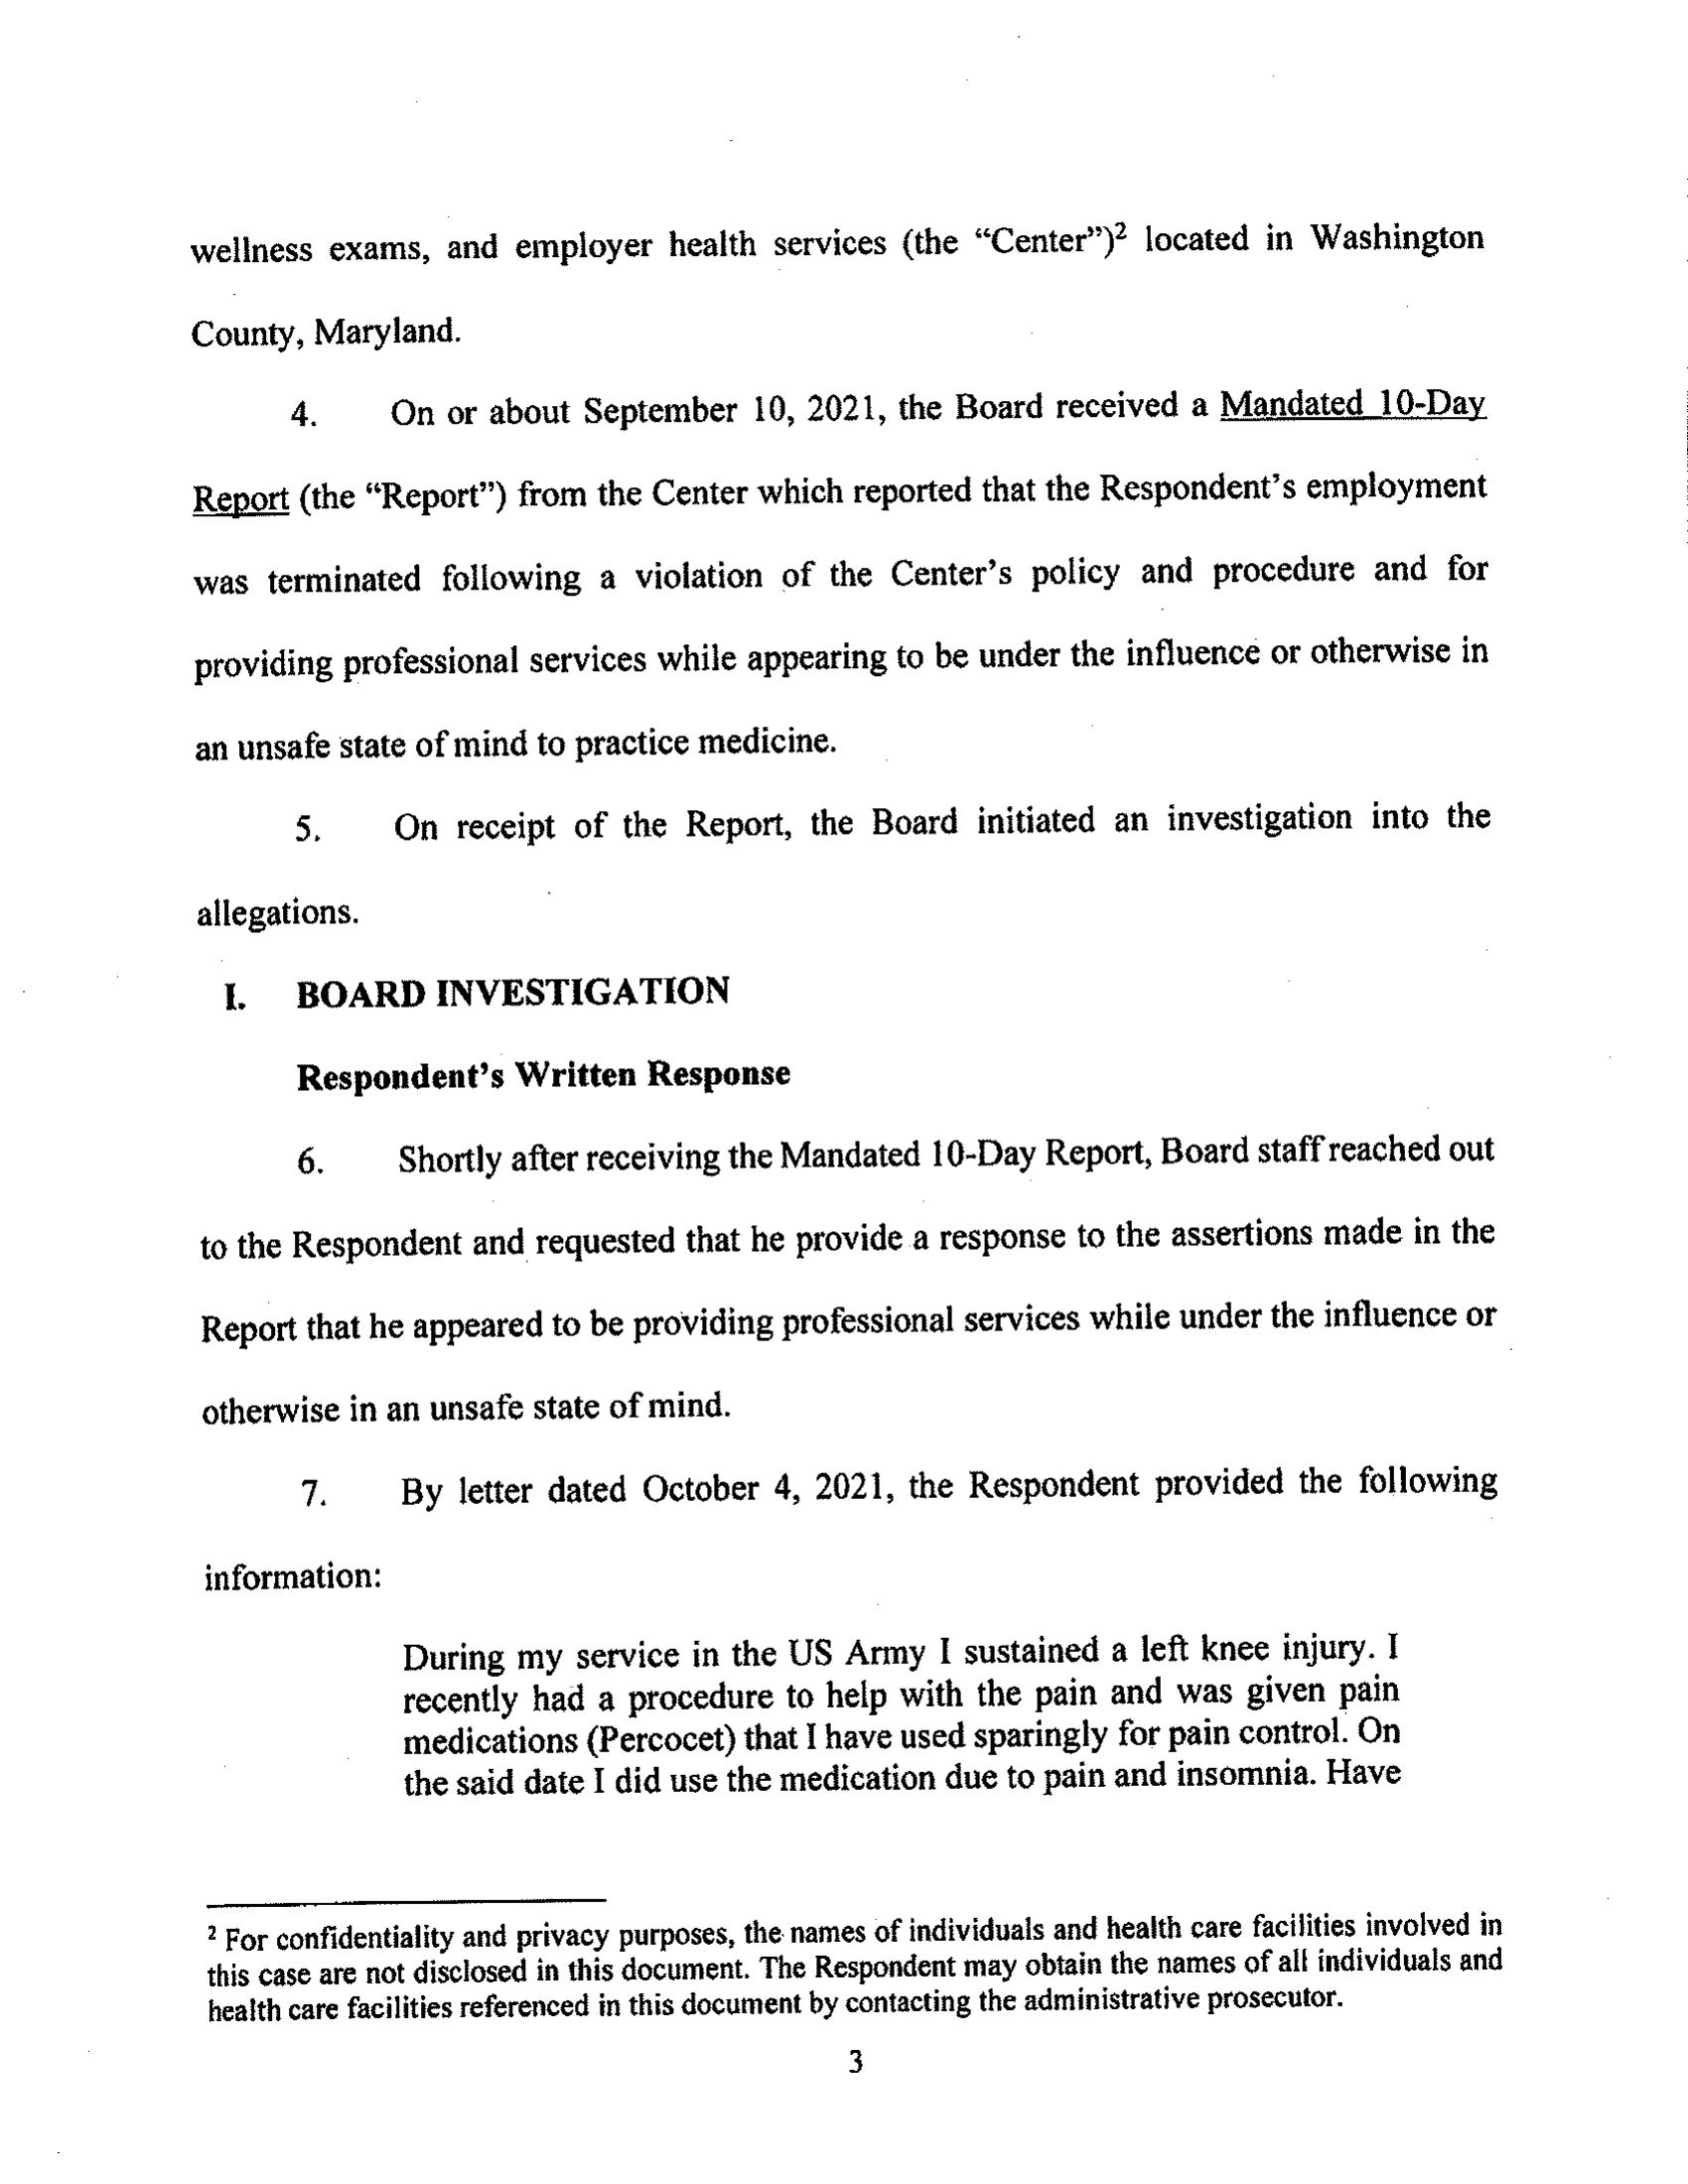 wellness exams, and employer health services (the “Center”)² located in Washington
County, Maryland.
4. On or about September 10, 2021, the Board received a Mandated 10-Day
Report (the “Report”) from the Center which reported that the Respondent’s employment
was terminated following a violation of the Center’s policy and procedure and for
providing professional services while appearing to be under the influence or otherwise in
an unsafe state of mind to practice medicine.
5. On receipt of the Report, the Board initiated an investigation into the
allegations.
I. BOARD INVESTIGATION
Respondent’s Written Response
6. Shortly after receiving the Mandated 10-Day Report, Board staff reached out
to the Respondent and requested that he provide a response to the assertions made in the
Report that he appeared to be providing professional services while under the influence or
otherwise in an unsafe state of mind.
7. By letter dated October 4, 2021, the Respondent provided the following
information:
During my service in the US Army I sustained a left knee injury. I
recently had a procedure to help with the pain and was given pain
medications (Percocet) that I have used sparingly for pain control. On
the said date I did use the medication due to pain and insomnia. Have
² For confidentiality and privacy purposes, the names of individuals and health care facilities involved in
this case are not disclosed in this document. The Respondent may obtain the names of all individuals and
health care facilities referenced in this document by contacting the administrative prosecutor.
3